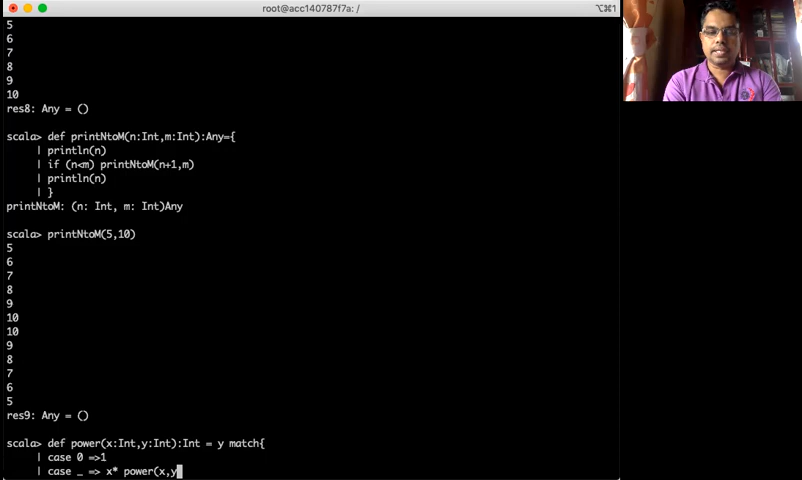 root@acc140787f7a: /
⌥⌘1
5
6
7
8
9
10
res8: Any = ()
scala> def printNtoM(n:Int,m:Int):Any={
| println(n)
| if (n<m) printNtoM(n+1,m)
| println(n)
| }
printNtoM: (n: Int, m: Int)Any
scala> printNtoM(5,10)
5
6
7
8
9
10
10
9
8
7
6
5
res9: Any = ()
scala> def power(x:Int,y:Int):Int = y match{
| case 0 =>1
| case _ => x* power(x,y